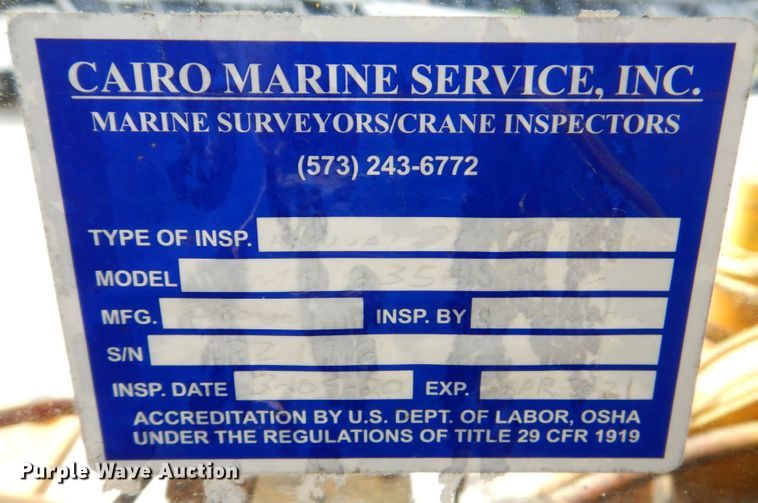 CAIRO MARINE SERVICE, INC.
MARINE SURVEYORS/CRANE INSPECTORS
(573) 243-6772
TYPE OF INSP.
MODEL
MFG. INSP. BY
S/N
INSP. DATE EXP.
ACCREDITATION BY U.S. DEPT. OF LABOR, OSHA
UNDER THE REGULATIONS OF TITLE 29 CFR 1919
Purple Wave Auction